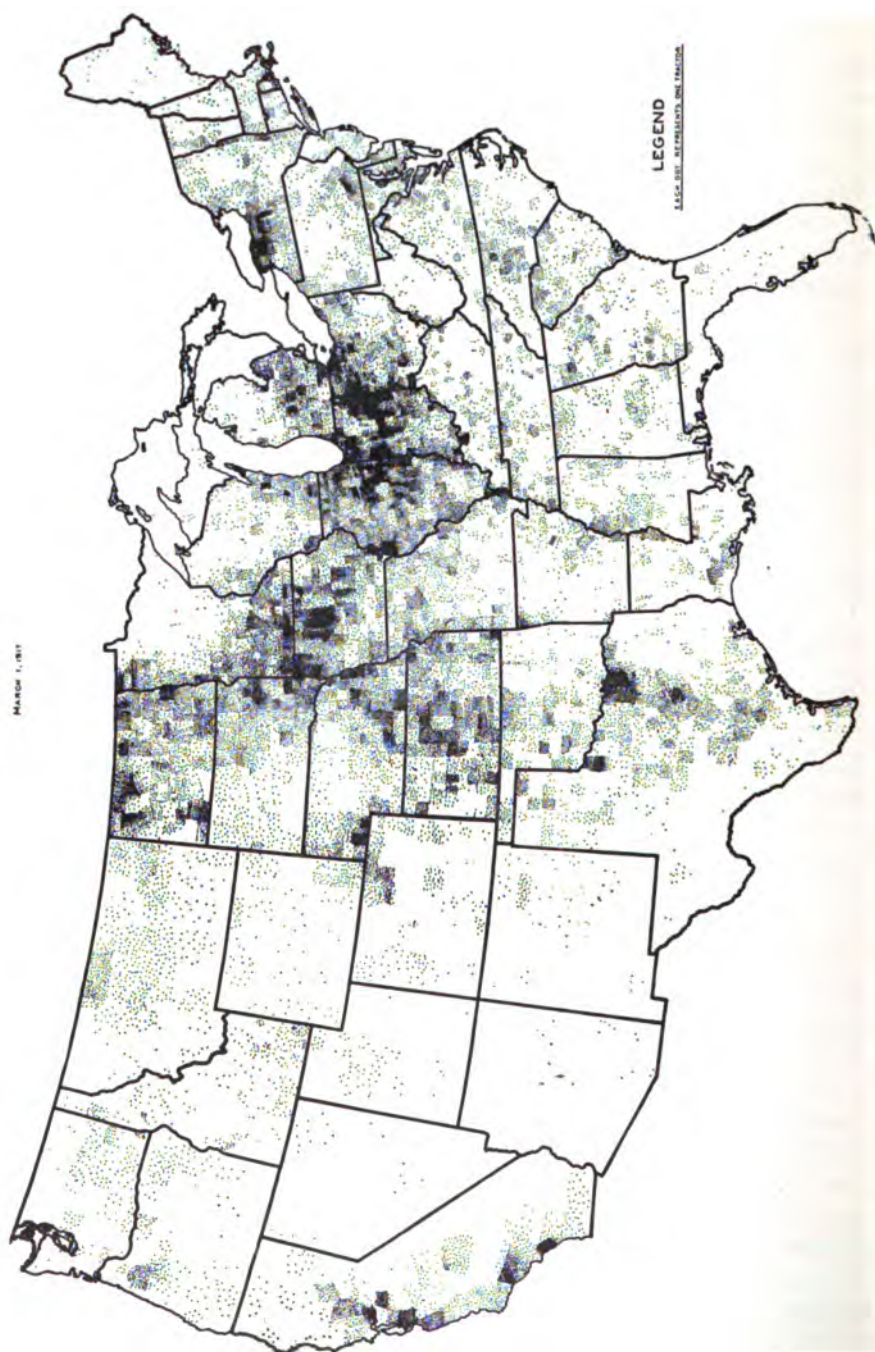 MARCH 1, 1917
LEGEND
EACH DOT REPRESENTS ONE TRACTOR